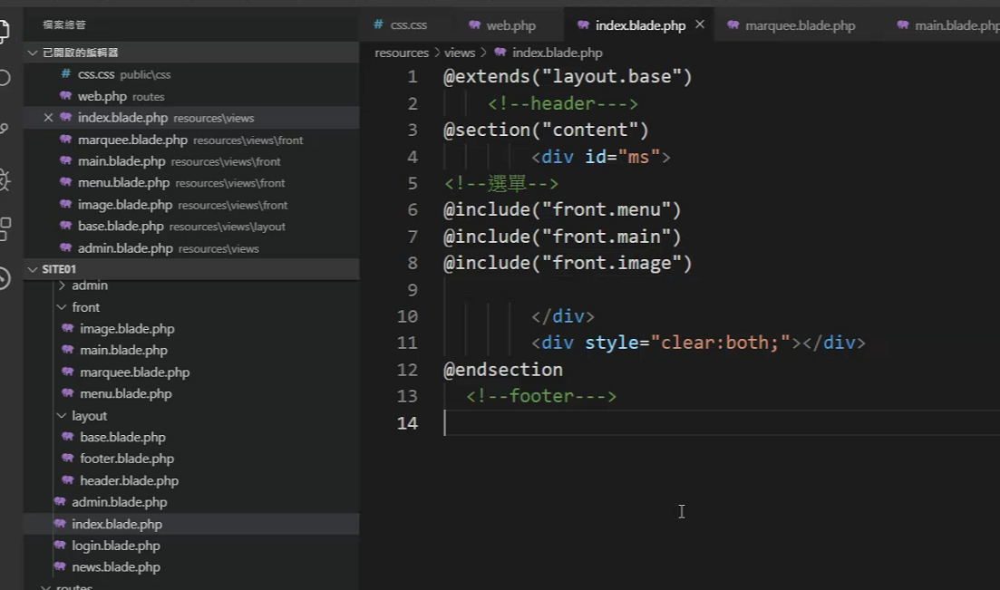 檔案總管
已開啟的編輯器
css.css public\css
web.php routes
index.blade.php resources\views
marquee.blade.php resources\views\front
main.blade.php resources\views\front
menu.blade.php resources\views\front
image.blade.php resources\views\front
base.blade.php resources\views\layout
admin.blade.php resources\views
SITE01
admin
front
image.blade.php
main.blade.php
marquee.blade.php
menu.blade.php
layout
base.blade.php
footer.blade.php
header.blade.php
admin.blade.php
index.blade.php
login.blade.php
news.blade.php
routes
# css.css web.php index.blade.php marquee.blade.php main.blade.php
resources > views > index.blade.php
1 @extends("layout.base")
2 <!--header--->
3 @section("content")
4 <div id="ms">
5 <!--選單-->
6 @include("front.menu")
7 @include("front.main")
8 @include("front.image")
9
10 </div>
11 <div style="clear:both;"></div>
12 @endsection
13 <!--footer--->
14